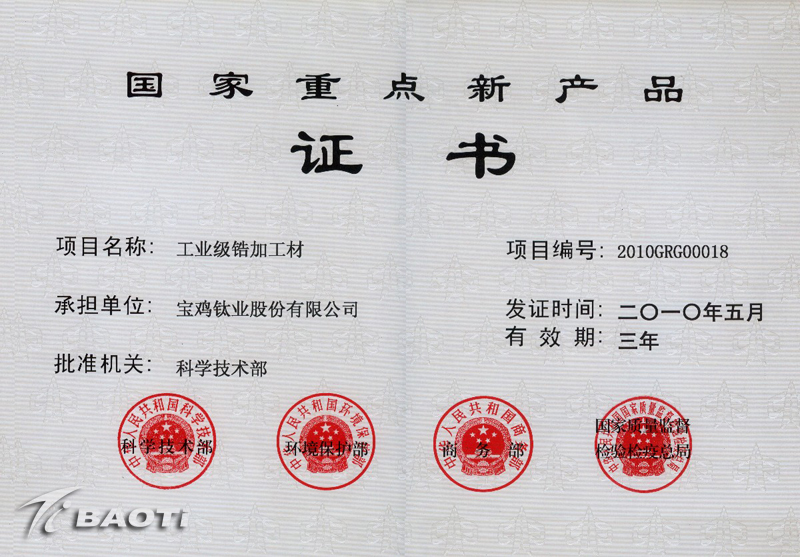 国家重点新产品
证书
项目名称：工业级锆加工材
项目编号：2010GRG00018
承担单位：宝鸡钛业股份有限公司
发证时间：二〇一〇年五月
有效期：三年
批准机关：科学技术部
中华人民共和国科学技术部
科学技术部
中华人民共和国环境保护部
环境保护部
中华人民共和国商务部
商务部
国家质量监督
检验检疫总局
BAOTi